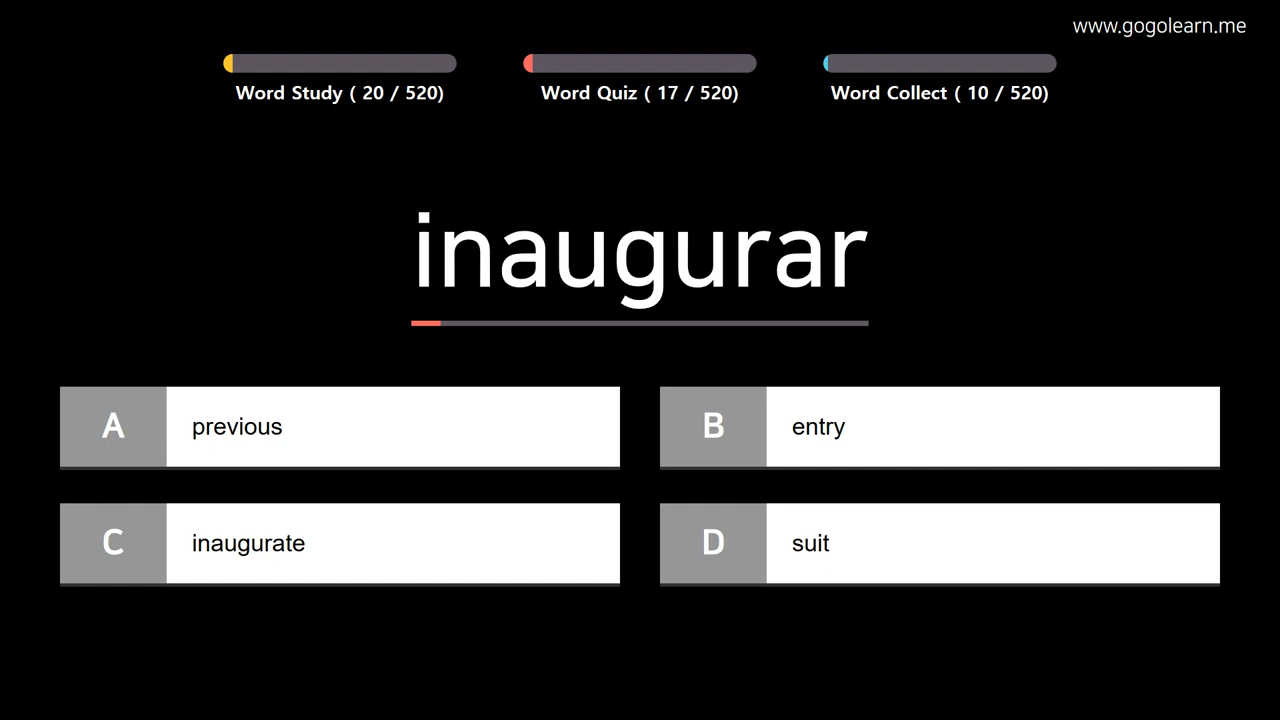 www.gogolearn.me
Word Study ( 20 / 520)
Word Quiz ( 17 / 520)
Word Collect ( 10 / 520)
inaugurar
A previous
B entry
C inaugurate
D suit